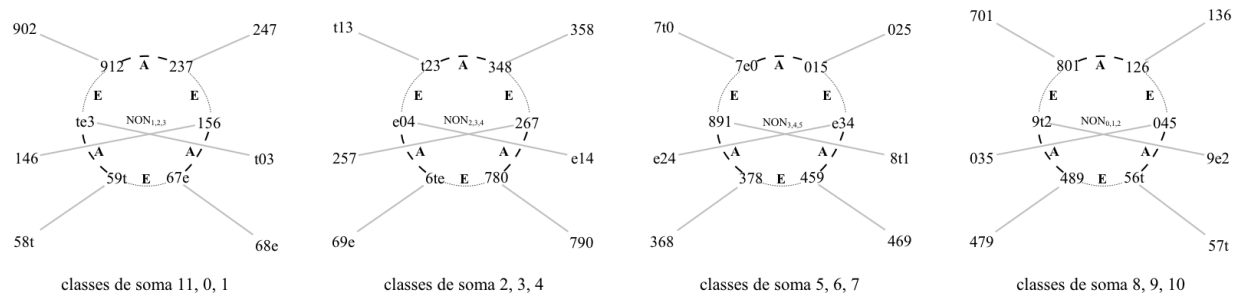 902 247 t13 358 7t0 025 701 136
912 A 237 t23 A 348 7e0 A 015 801 A 126
E E E E E E E E
te3 NON1,2,3 156 e04 NON2,3,4 267 891 NON3,4,5 e34 9t2 NON0,1,2 045
146 A A t03 257 A A e14 e24 A A 8t1 035 A A 9e2
59t E 67e 6te E 780 378 E 459 489 E 56t
58t 68e 69e 790 368 469 479 57t
classes de soma 11, 0, 1 classes de soma 2, 3, 4 classes de soma 5, 6, 7 classes de soma 8, 9, 10